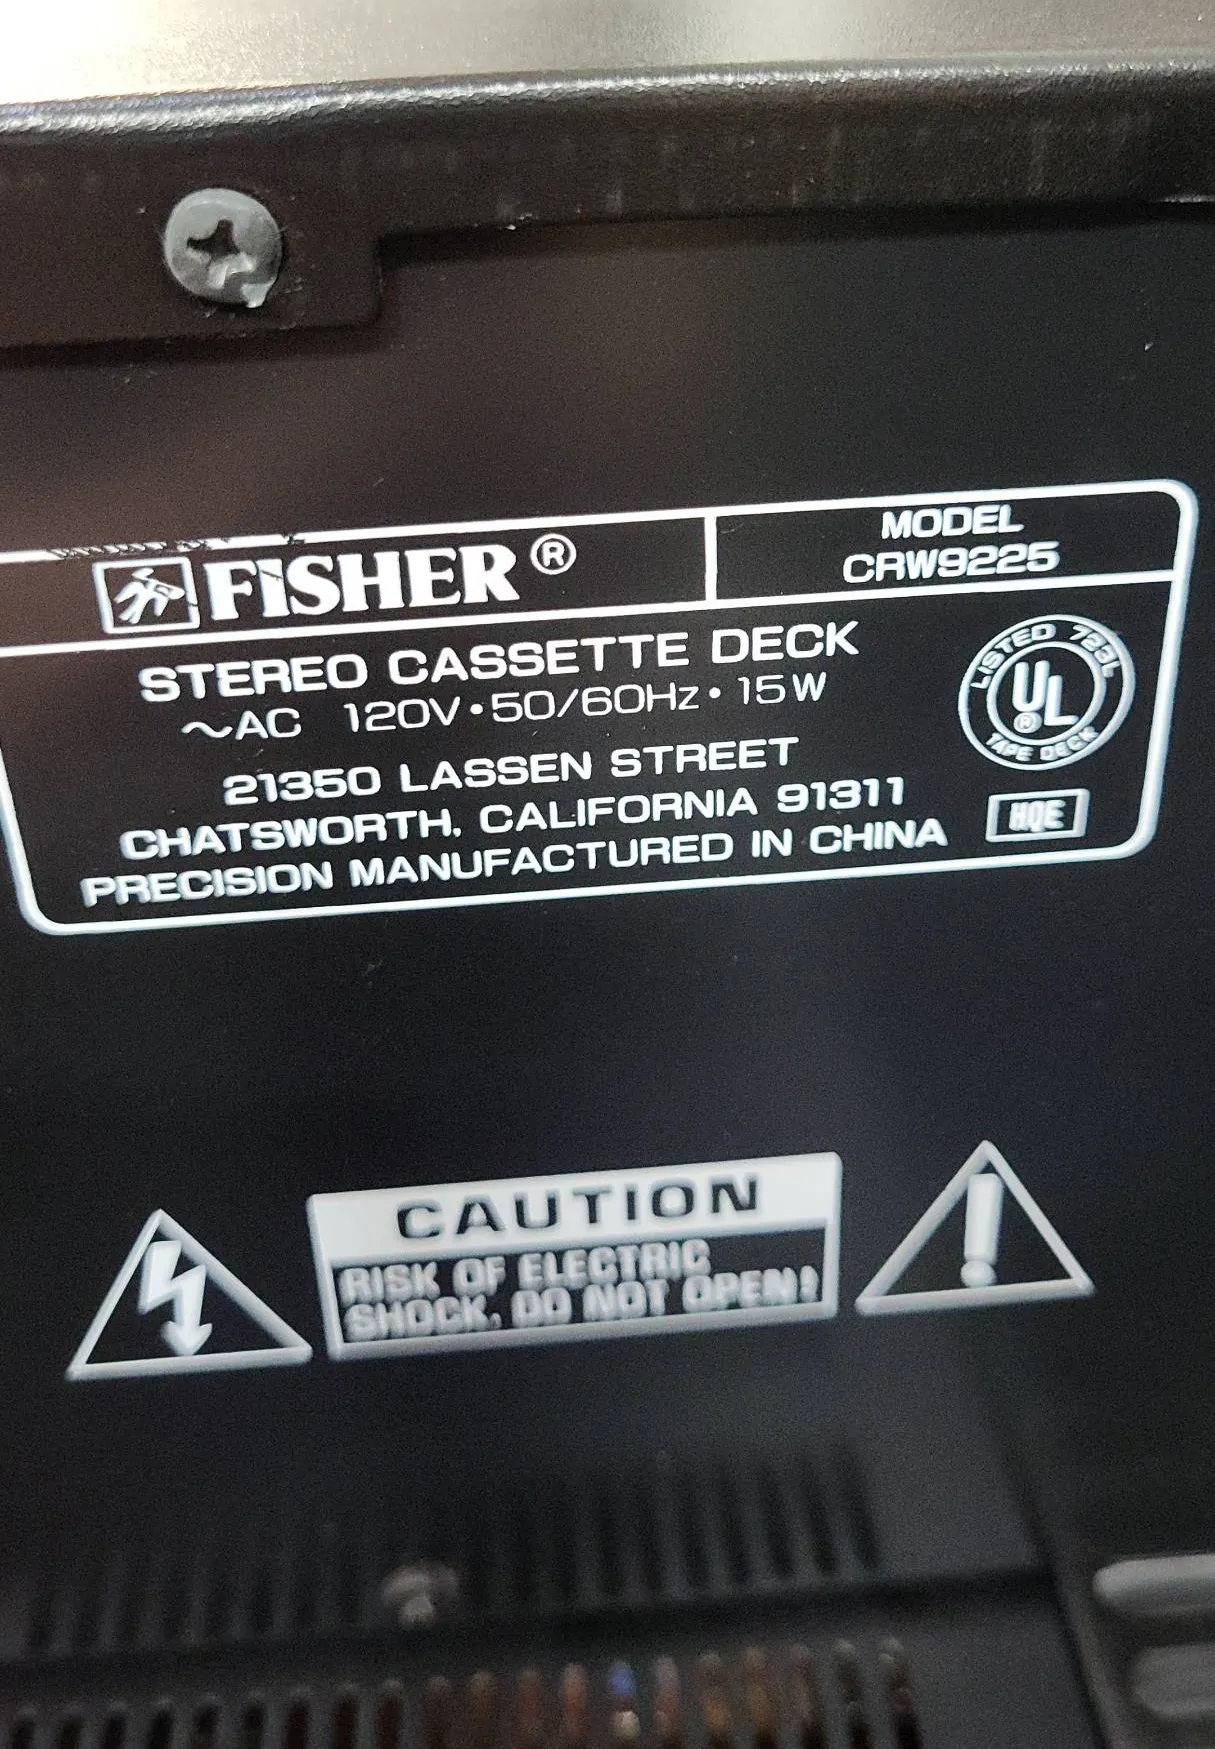 FISHER®
MODEL
CRW9225
STEREO CASSETTE DECK
~AC 120V•50/60Hz•15W
21350 LASSEN STREET
CHATSWORTH, CALIFORNIA 91311
PRECISION MANUFACTURED IN CHINA
LISTED 723L
UL®
TAPE DECK
HQE
CAUTION
RISK OF ELECTRIC
SHOCK, DO NOT OPEN!